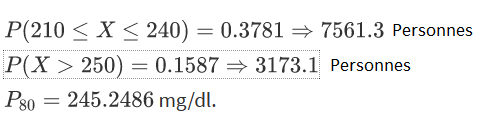 P(210 ≤ X ≤ 240) = 0.3781 ⇒ 7561.3 Personnes
P(X > 250) = 0.1587 ⇒ 3173.1 Personnes
P₈₀ = 245.2486 mg/dl.